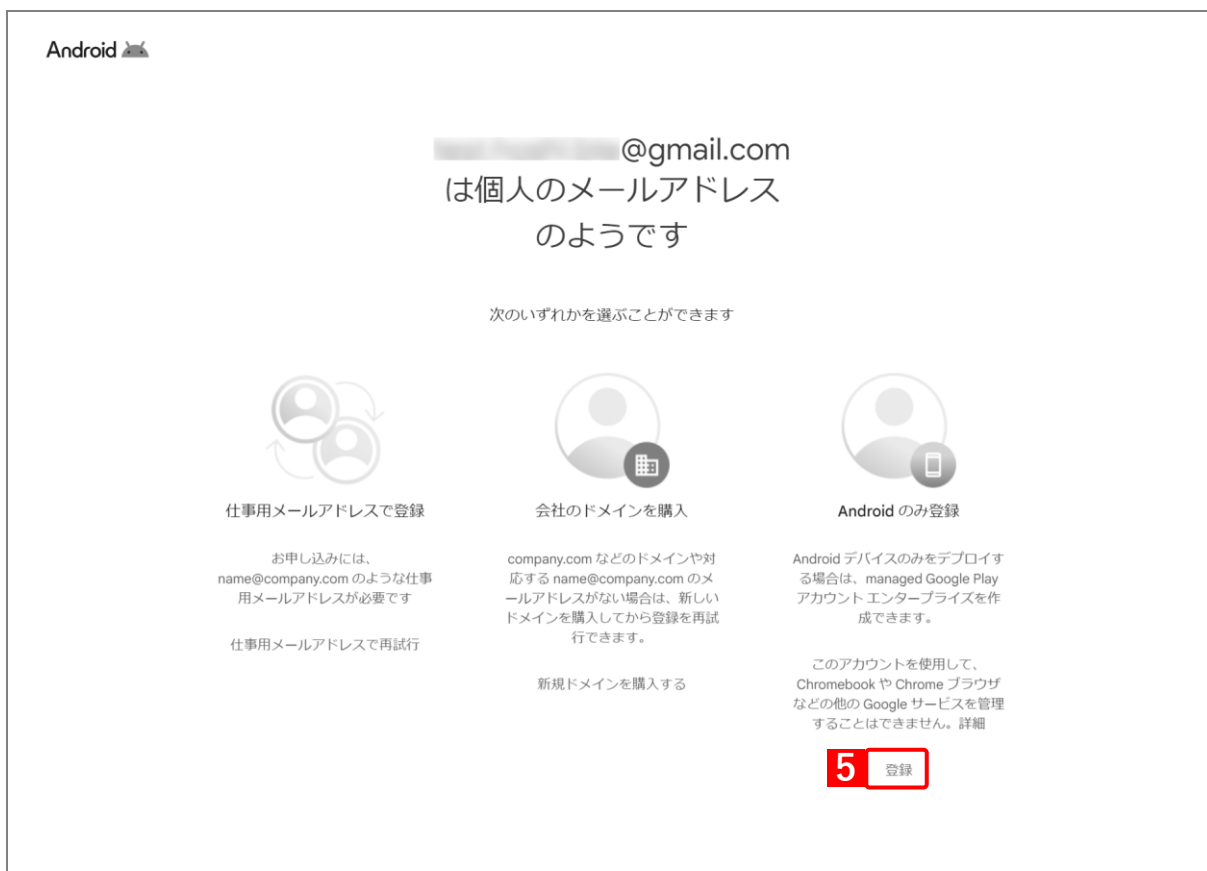 Android
@gmail.com
は個人のメールアドレス
のようです
次のいずれかを選ぶことができます
仕事用メールアドレスで登録
お申し込みには、
name@company.com のような仕事
用メールアドレスが必要です
仕事用メールアドレスで再試行
会社のドメインを購入
company.com などのドメインや対
応する name@company.com のメ
ールアドレスがない場合は、新しい
ドメインを購入してから登録を再試
行できます。
新規ドメインを購入する
Android のみ登録
Android デバイスのみをデプロイす
る場合は、managed Google Play
アカウント エンタープライズを作
成できます。
このアカウントを使用して、
Chromebook や Chrome ブラウザ
などの他の Google サービスを管理
することはできません。詳細
5 登録